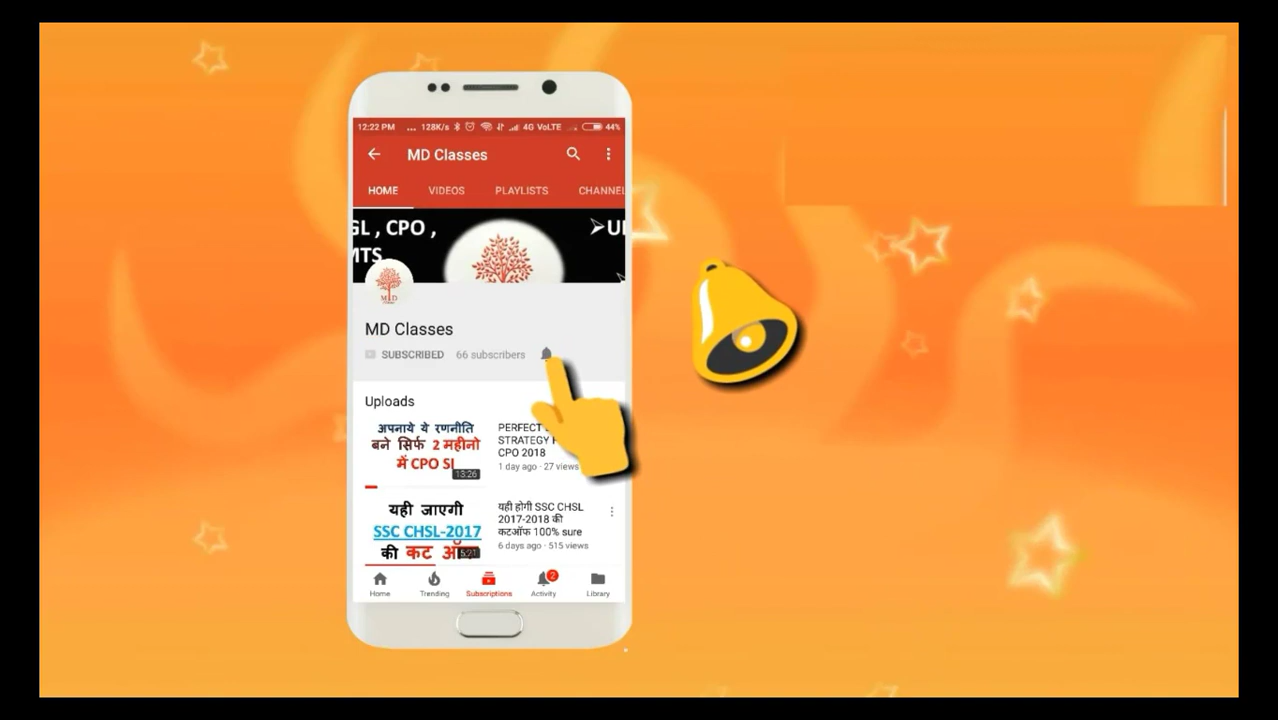 12:22 PM ... 128K/s 4G VoLTE 44%
MD Classes
HOME VIDEOS PLAYLISTS CHANNEL
GL , CPO ,
MTS
➢UI
MD
MD Classes
SUBSCRIBED 66 subscribers
Uploads
अपनाये ये रणनीति
बने सिर्फ 2 महीनो
में CPO SI
13:26
PERFECT
STRATEGY
CPO 2018
1 day ago · 27 views
यही जाएगी
SSC CHSL-2017
की कट
5:21
यही होगी SSC CHSL
2017-2018 की
कटऑफ 100% sure
6 days ago · 515 views
2
Home Trending Subscriptions Activity Library